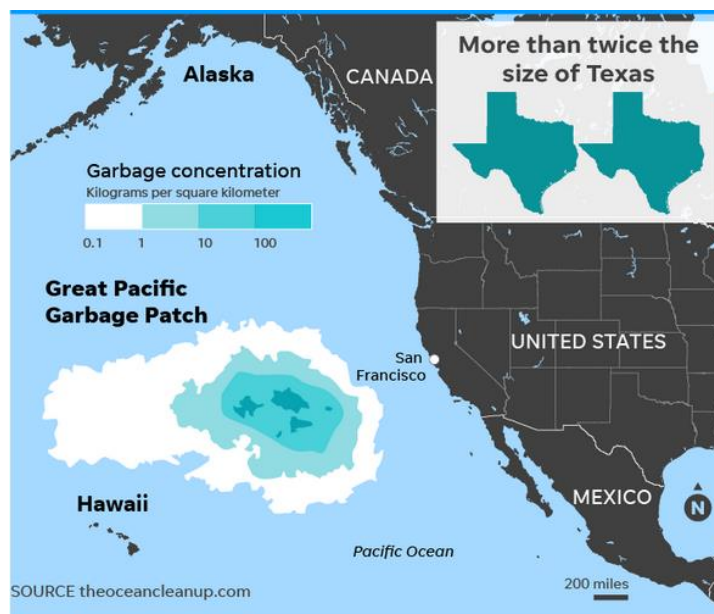 More than twice the
size of Texas
Alaska
CANADA
Garbage concentration
Kilograms per square kilometer
0.1 1 10 100
Great Pacific
Garbage Patch
San
Francisco
UNITED STATES
Hawaii
MEXICO
N
Pacific Ocean
SOURCE theoceancleanup.com
200 miles